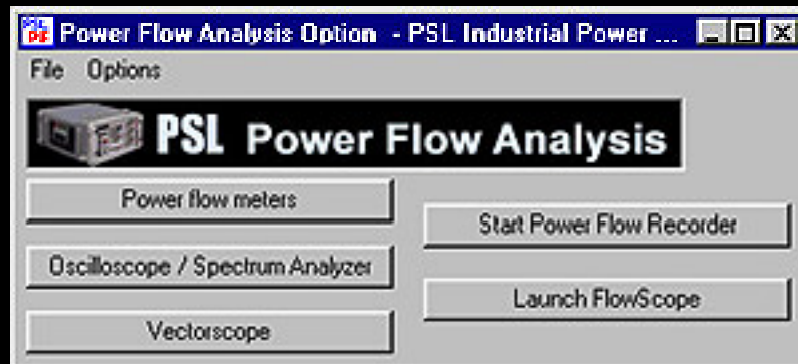 Power Flow Analysis Option - PSL Industrial Power ...
File Options
PSL Power Flow Analysis
Power flow meters
Oscilloscope / Spectrum Analyzer
Vectorscope
Start Power Flow Recorder
Launch FlowScope